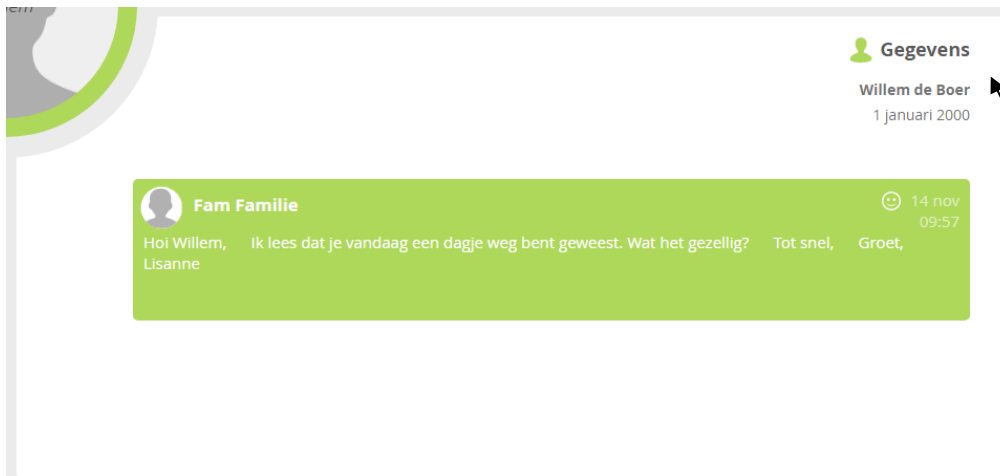 Gegevens
Willem de Boer
1 januari 2000
Fam Familie
14 nov
09:57
Hoi Willem, Ik lees dat je vandaag een dagje weg bent geweest. Wat het gezellig? Tot snel, Groet,
Lisanne